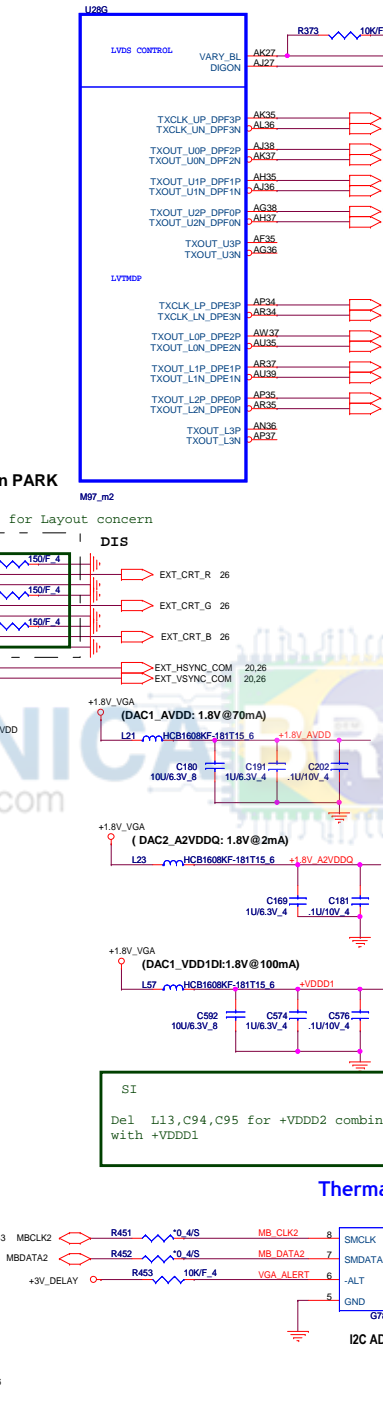 U28G
R373 10K/F
LVDS CONTROL
VARY_BL AK27
DIGON AJ27
TXCLK_UP_DPF3P AK35
TXCLK_UN_DPF3N AL36
TXOUT_U0P_DPF2P AJ38
TXOUT_U0N_DPF2N AK37
TXOUT_U1P_DPF1P AH35
TXOUT_U1N_DPF1N AJ36
TXOUT_U2P_DPF0P AG38
TXOUT_U2N_DPF0N AH37
TXOUT_U3P AF35
TXOUT_U3N AG36
LVTMDP
TXCLK_LP_DPE3P AP34
TXCLK_LN_DPE3N AR34
TXOUT_L0P_DPE2P AW37
TXOUT_L0N_DPE2N AU35
TXOUT_L1P_DPE1P AR37
TXOUT_L1N_DPE1N AU39
TXOUT_L2P_DPE0P AP35
TXOUT_L2N_DPE0N AR35
TXOUT_L3P AN36
TXOUT_L3N AP37
n PARK
M97_m2
for Layout concern
DIS
150/F_4
EXT_CRT_R 26
150/F_4
EXT_CRT_G 26
150/F_4
EXT_CRT_B 26
EXT_HSYNC_COM 20,26
EXT_VSYNC_COM 20,26
+1.8V_VGA
(DAC1_AVDD: 1.8V@70mA)
VDD
L21 HCB1608KF-181T15_6 +1.8V_AVDD
C180 C191 C202
10U/6.3V_8 1U/6.3V_4 .1U/10V_4
NICA BR
com
+1.8V_VGA
( DAC2_A2VDDQ: 1.8V@2mA)
L23 HCB1608KF-181T15_6 +1.8V_A2VDDQ
C169 C181
1U/6.3V_4 .1U/10V_4
+1.8V_VGA
(DAC1_VDD1DI:1.8V@100mA)
L57 HCB1608KF-181T15_6 +VDDD1
C592 C574 C576
10U/6.3V_8 1U/6.3V_4 .1U/10V_4
SI
Del L13,C94,C95 for +VDDD2 combin
with +VDDD1
Therma
3 MBCLK2 R451 *0_4/S MB_CLK2 8 SMCLK
MBDATA2 R452 *0_4/S MB_DATA2 7 SMDATA
+3V_DELAY R453 10K/F_4 VGA_ALERT 6 -ALT
5 GND
G78
I2C AD